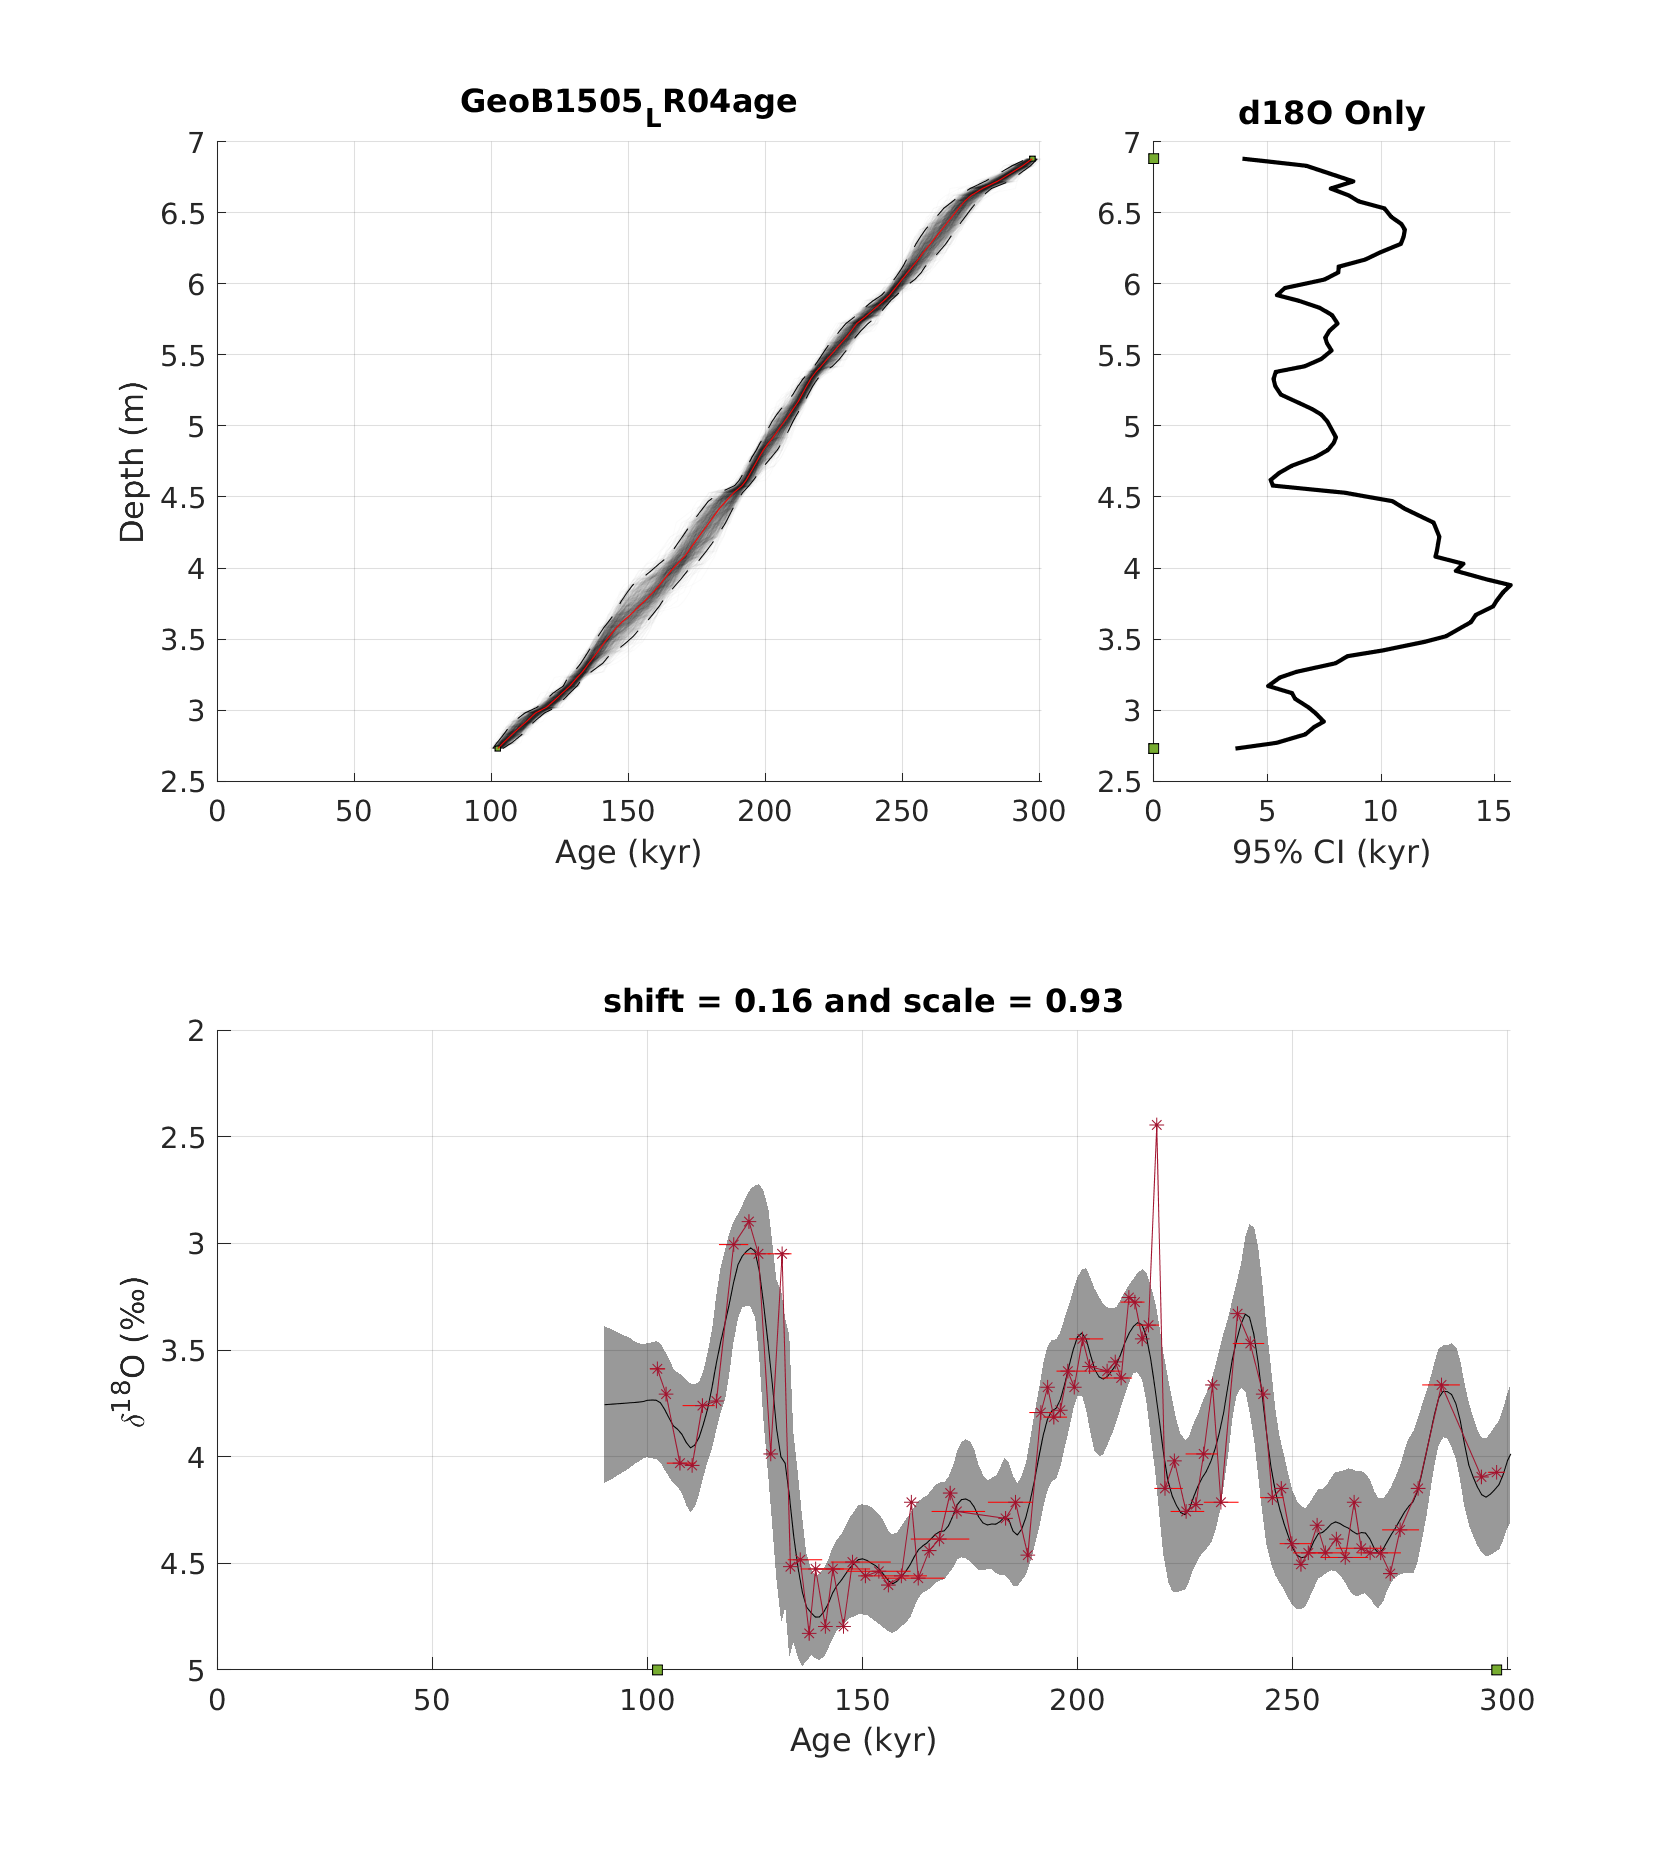 GeoB1505_LR04age
7
6.5
6
5.5
5
4.5
4
3.5
3
2.5
Depth (m)
0 50 100 150 200 250 300
Age (kyr)
d18O Only
7
6.5
6
5.5
5
4.5
4
3.5
3
2.5
0 5 10 15
95% CI (kyr)
shift = 0.16 and scale = 0.93
2
2.5
3
3.5
4
4.5
5
δ¹⁸O (‰)
0 50 100 150 200 250 300
Age (kyr)